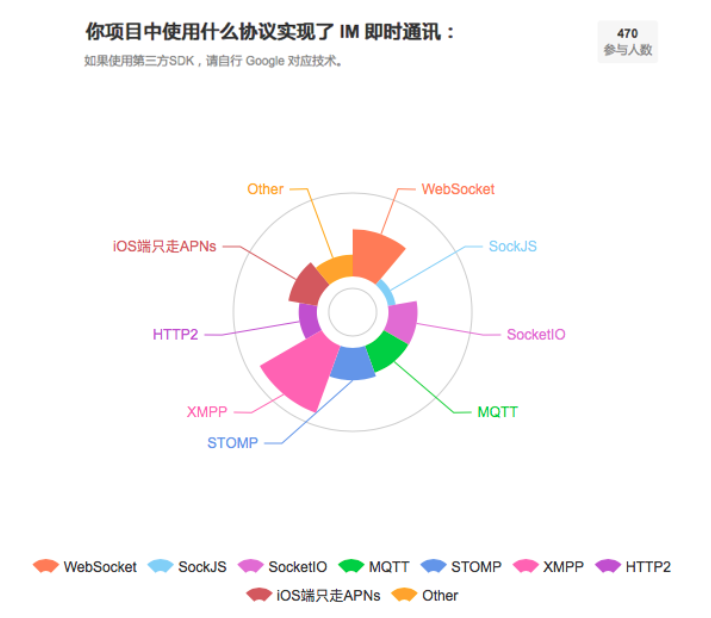 你项目中使用什么协议实现了 IM 即时通讯：
470
参与人数
如果使用第三方SDK，请自行 Google 对应技术。
Other
WebSocket
iOS端只走APNs
SockJS
HTTP2
SocketIO
XMPP
MQTT
STOMP
WebSocket SockJS SocketIO MQTT STOMP XMPP HTTP2
iOS端只走APNs Other